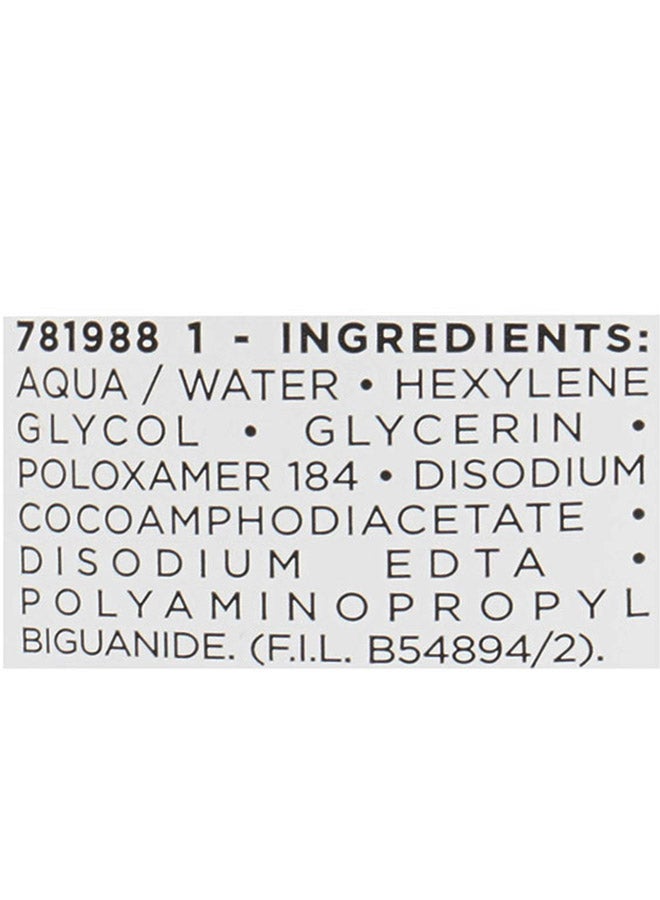 781988 1 - INGREDIENTS:
AQUA / WATER • HEXYLENE
GLYCOL • GLYCERIN •
POLOXAMER 184 • DISODIUM
COCOAMPHODIACETATE •
DISODIUM EDTA •
POLYAMINOPROPYL
BIGUANIDE. (F.I.L. B54894/2).